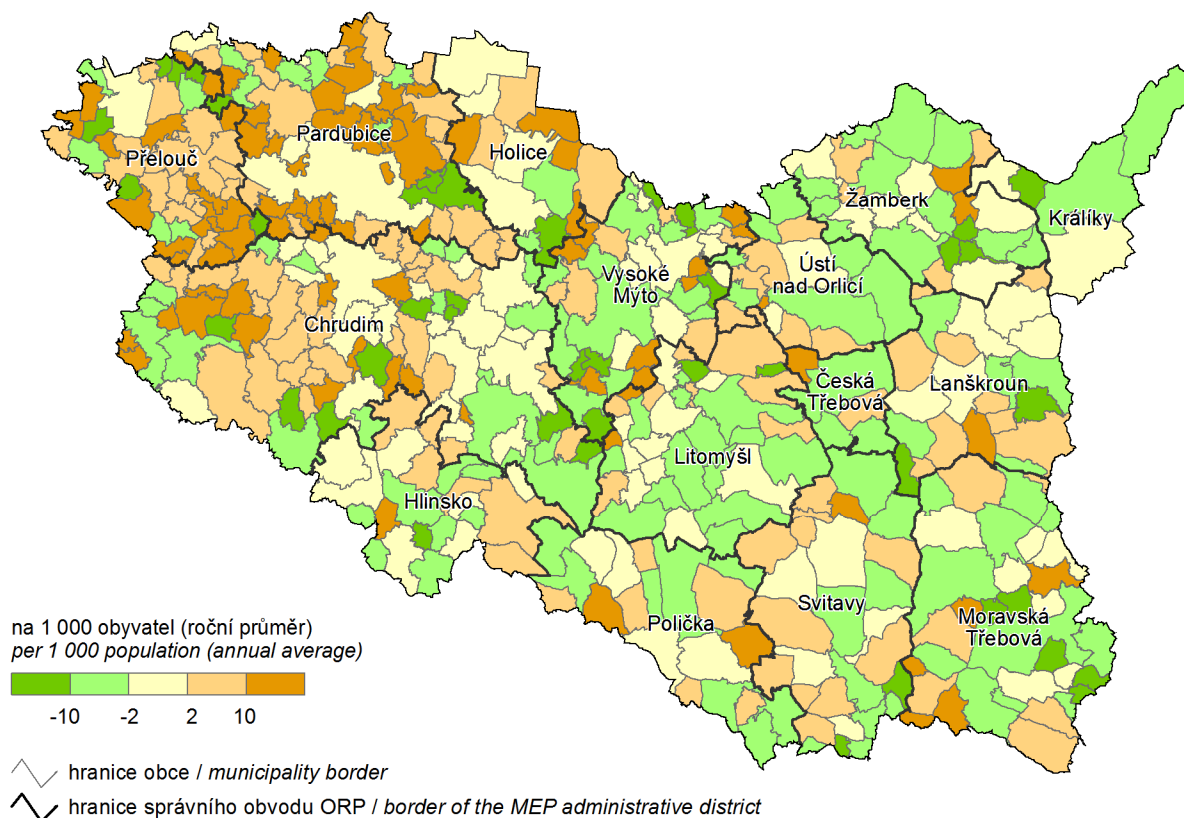 Pardubice
Přelouč
Holice
Žamberk
Králíky
Vysoké
Mýto
Ústí
nad Orlicí
Chrudim
Česká
Třebová
Lanškroun
Litomyšl
Hlinsko
Svitavy
Polička
Moravská
Třebová
na 1 000 obyvatel (roční průměr)
per 1 000 population (annual average)
-10 -2 2 10
hranice obce / municipality border
hranice správního obvodu ORP / border of the MEP administrative district